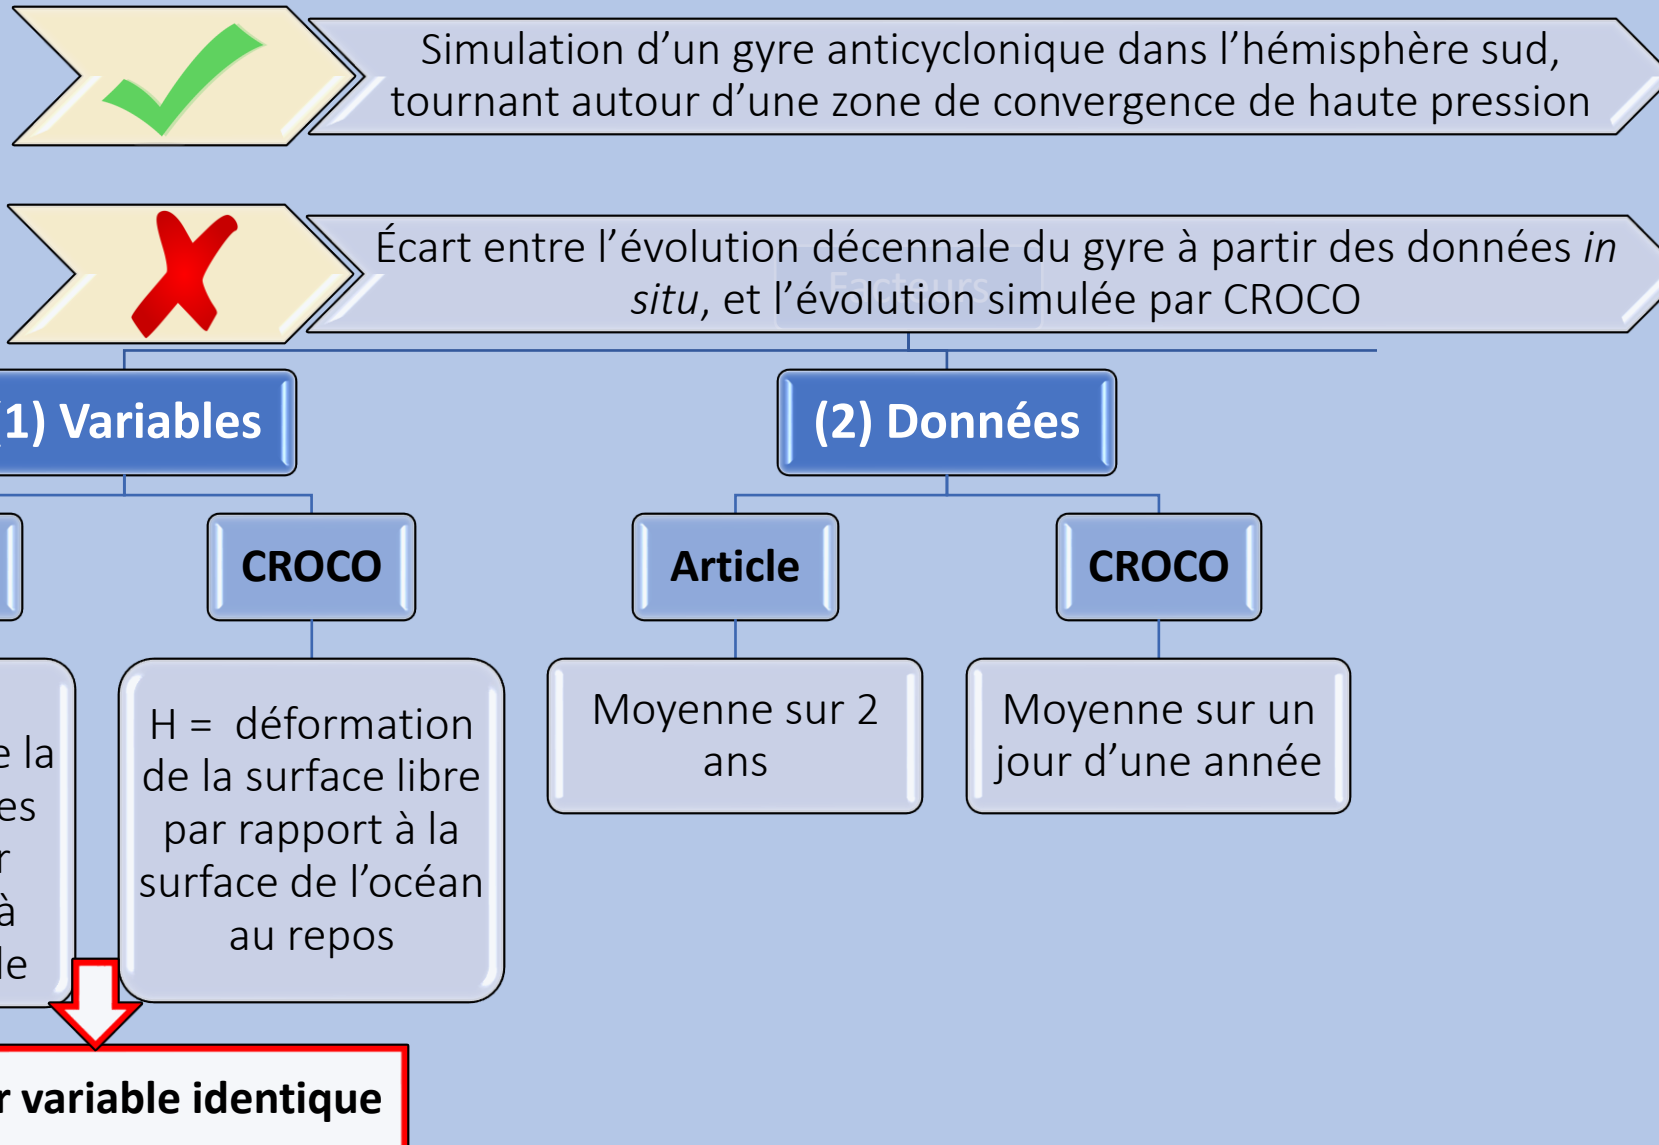 Simulation d’un gyre anticyclonique dans l’hémisphère sud,
tournant autour d’une zone de convergence de haute pression
Écart entre l’évolution décennale du gyre à partir des données in
situ, et l’évolution simulée par CROCO
Facteurs
(1) Variables
(2) Données
CROCO
Article
CROCO
la
H = déformation
de la surface libre
par rapport à la
surface de l’océan
au repos
Moyenne sur 2
ans
Moyenne sur un
jour d’une année
à
variable identique